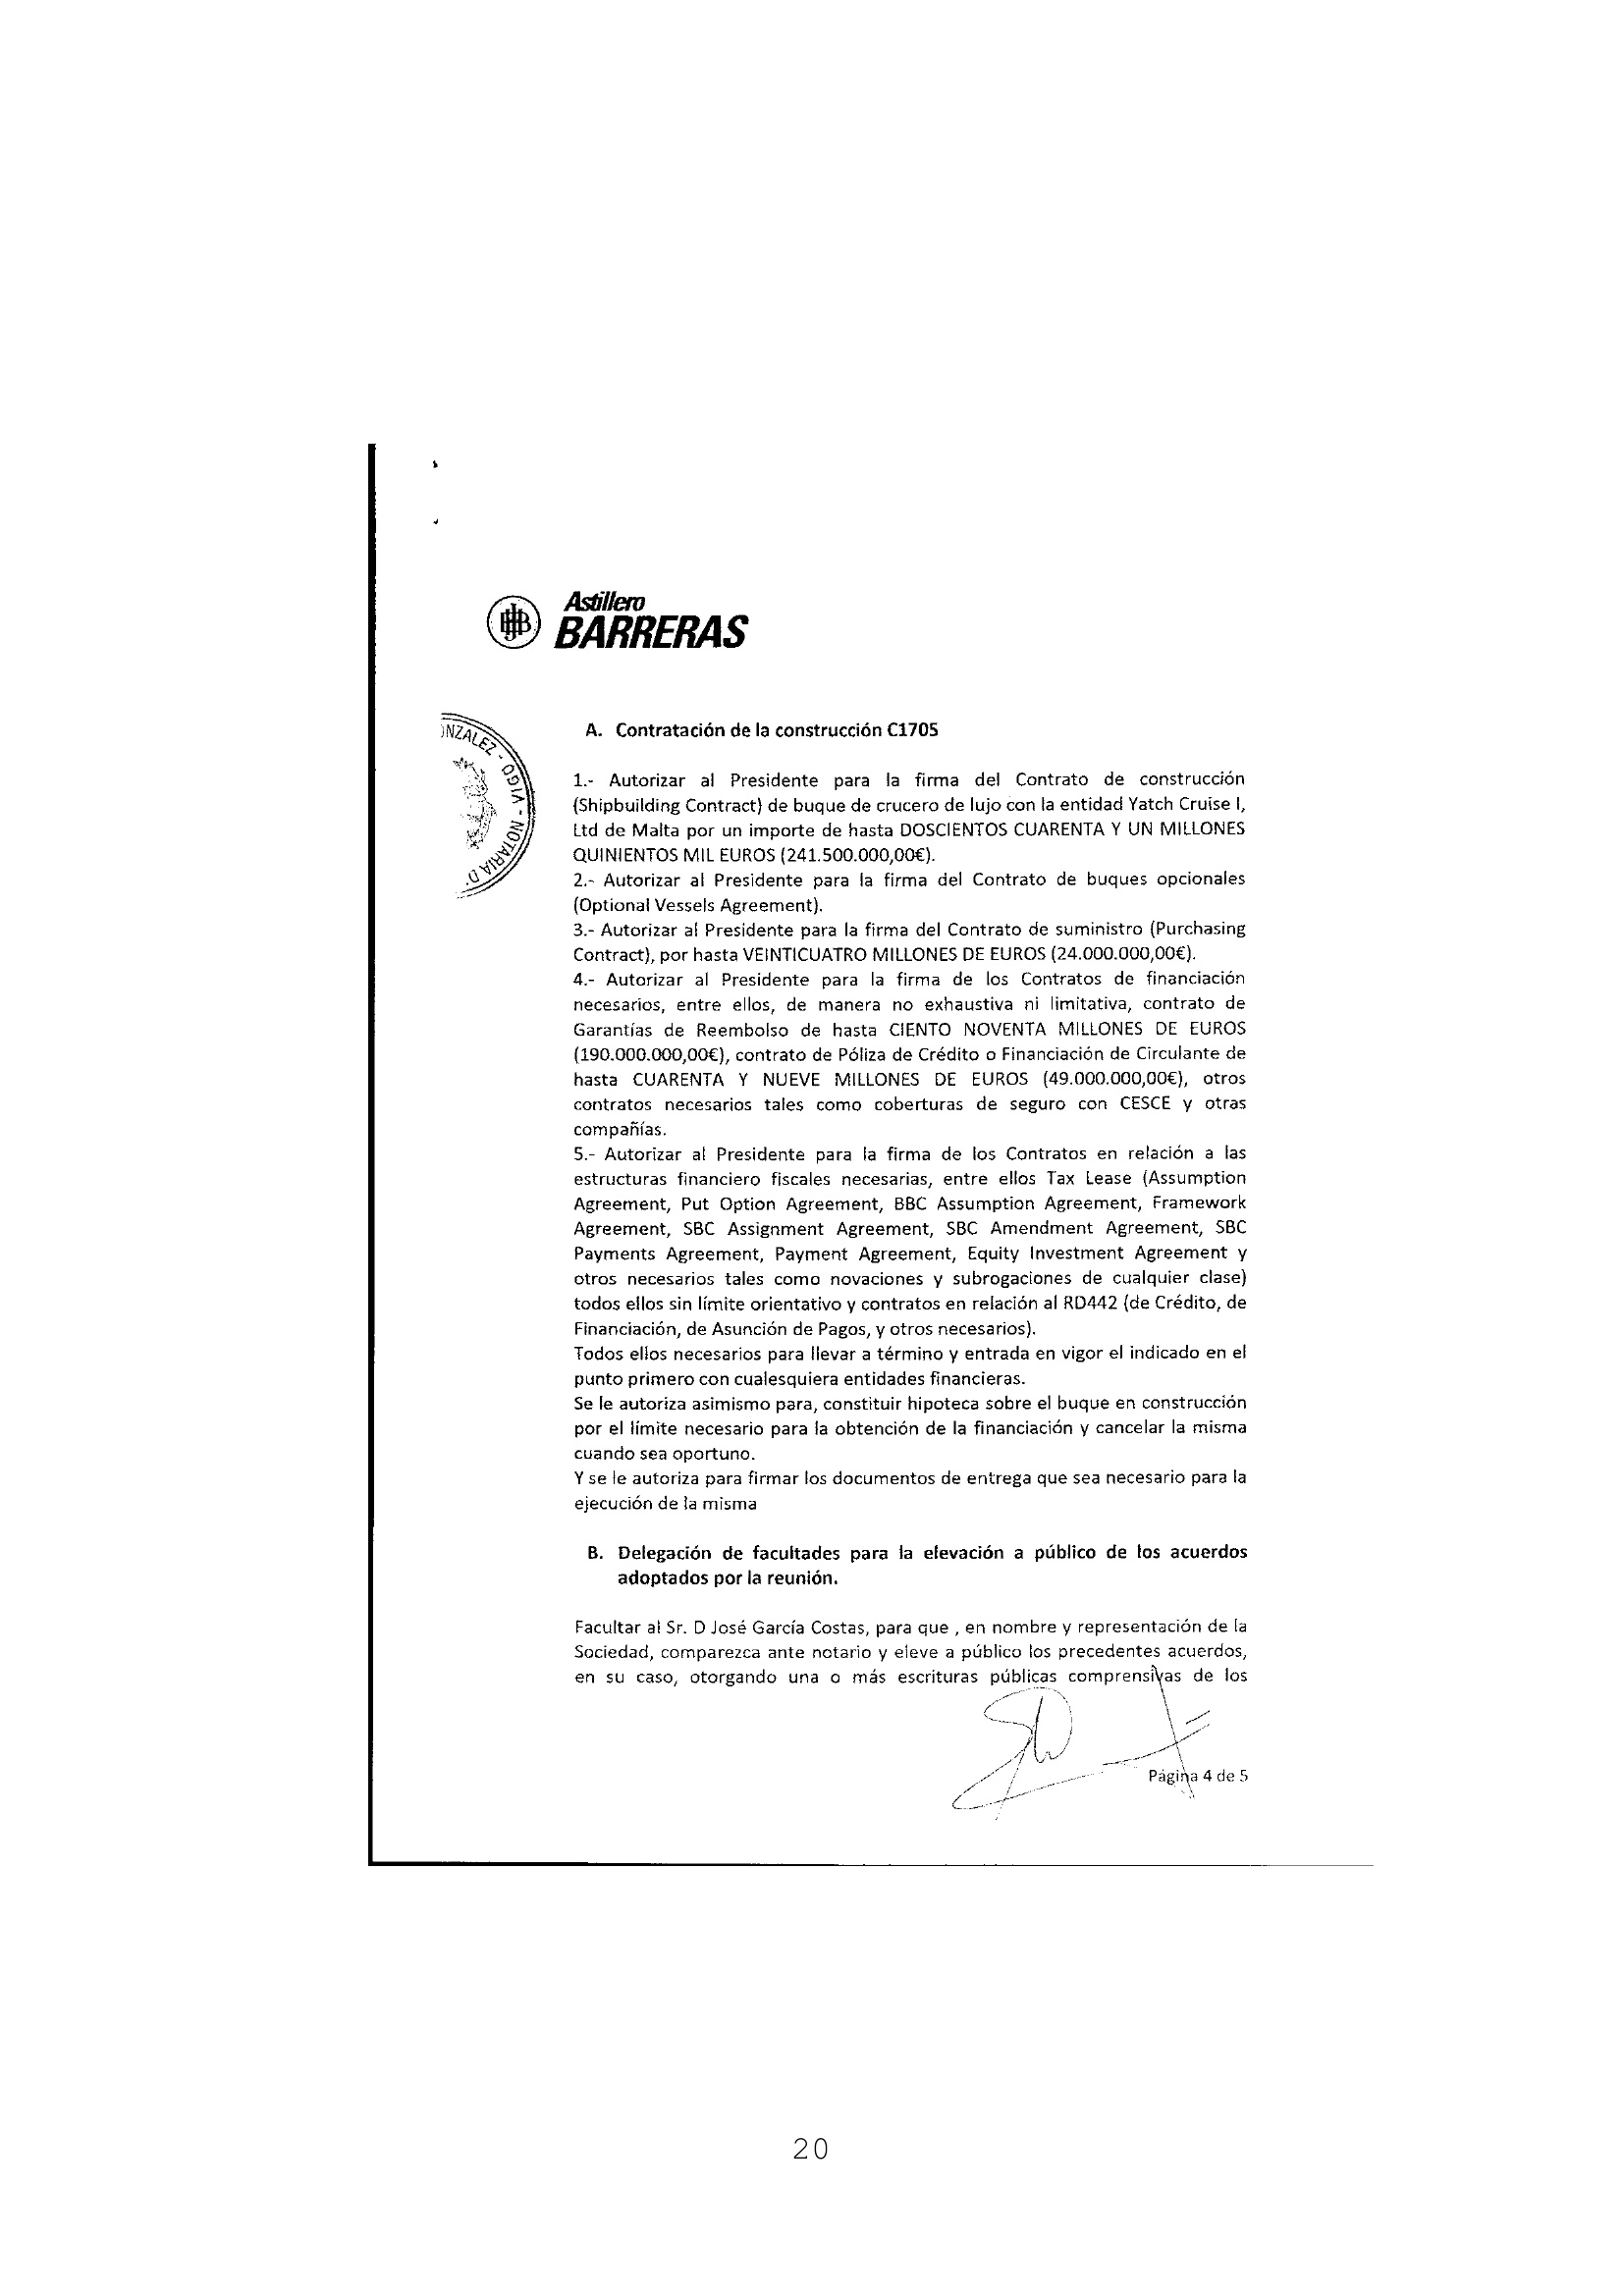 Astillero
BARRERAS
ONZALEZ - VIGO - NOTARIA D.
A. Contratación de la construcción C1705
1.- Autorizar al Presidente para la firma del Contrato de construcción
(Shipbuilding Contract) de buque de crucero de lujo con la entidad Yatch Cruise I,
Ltd de Malta por un importe de hasta DOSCIENTOS CUARENTA Y UN MILLONES
QUINIENTOS MIL EUROS (241.500.000,00€).
2.- Autorizar al Presidente para la firma del Contrato de buques opcionales
(Optional Vessels Agreement).
3.- Autorizar al Presidente para la firma del Contrato de suministro (Purchasing
Contract), por hasta VEINTICUATRO MILLONES DE EUROS (24.000.000,00€).
4.- Autorizar al Presidente para la firma de los Contratos de financiación
necesarios, entre ellos, de manera no exhaustiva ni limitativa, contrato de
Garantías de Reembolso de hasta CIENTO NOVENTA MILLONES DE EUROS
(190.000.000,00€), contrato de Póliza de Crédito o Financiación de Circulante de
hasta CUARENTA Y NUEVE MILLONES DE EUROS (49.000.000,00€), otros
contratos necesarios tales como coberturas de seguro con CESCE y otras
compañías.
5.- Autorizar al Presidente para la firma de los Contratos en relación a las
estructuras financiero fiscales necesarias, entre ellos Tax Lease (Assumption
Agreement, Put Option Agreement, BBC Assumption Agreement, Framework
Agreement, SBC Assignment Agreement, SBC Amendment Agreement, SBC
Payments Agreement, Payment Agreement, Equity Investment Agreement y
otros necesarios tales como novaciones y subrogaciones de cualquier clase)
todos ellos sin límite orientativo y contratos en relación al RD442 (de Crédito, de
Financiación, de Asunción de Pagos, y otros necesarios).
Todos ellos necesarios para llevar a término y entrada en vigor el indicado en el
punto primero con cualesquiera entidades financieras.
Se le autoriza asimismo para, constituir hipoteca sobre el buque en construcción
por el límite necesario para la obtención de la financiación y cancelar la misma
cuando sea oportuno.
Y se le autoriza para firmar los documentos de entrega que sea necesario para la
ejecución de la misma
B. Delegación de facultades para la elevación a público de los acuerdos
adoptados por la reunión.
Facultar al Sr. D José García Costas, para que , en nombre y representación de la
Sociedad, comparezca ante notario y eleve a público los precedentes acuerdos,
en su caso, otorgando una o más escrituras públicas comprensivas de los
Página 4 de 5
20